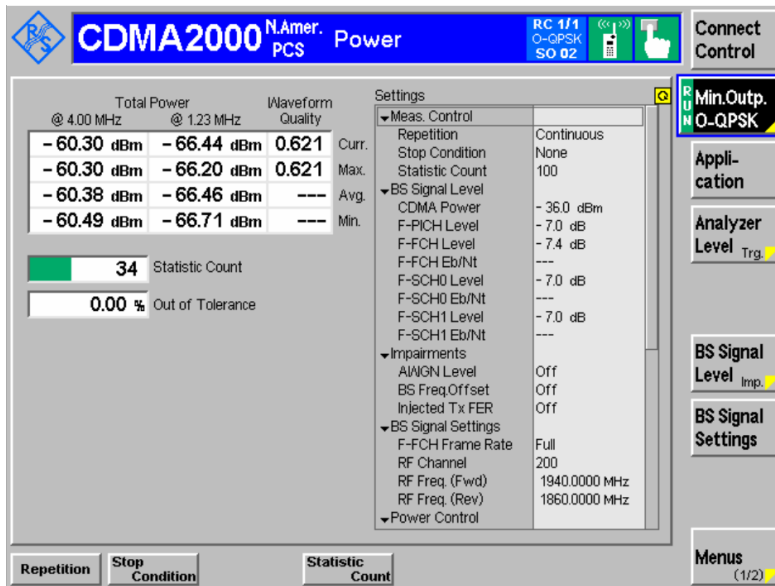 R&S
CDMA2000 N.Amer. PCS Power
RC 1/1
O-QPSK
SO 02
Connect Control
Total Power Waveform
@ 4.00 MHz @ 1.23 MHz Quality
– 60.30 dBm – 66.44 dBm 0.621 Curr.
– 60.30 dBm – 66.20 dBm 0.621 Max.
– 60.38 dBm – 66.46 dBm --- Avg.
– 60.49 dBm – 66.71 dBm --- Min.
34 Statistic Count
0.00 % Out of Tolerance
Settings
Meas. Control
Repetition Continuous
Stop Condition None
Statistic Count 100
BS Signal Level
CDMA Power – 36.0 dBm
F-PICH Level – 7.0 dB
F-FCH Level – 7.4 dB
F-FCH Eb/Nt ---
F-SCH0 Level – 7.0 dB
F-SCH0 Eb/Nt ---
F-SCH1 Level – 7.0 dB
F-SCH1 Eb/Nt ---
Impairments
AWGN Level Off
BS Freq.Offset Off
Injected Tx FER Off
BS Signal Settings
F-FCH Frame Rate Full
RF Channel 200
RF Freq. (Fwd) 1940.0000 MHz
RF Freq. (Rev) 1860.0000 MHz
Power Control
RUN
Min.Outp.
O-QPSK
Appli-
cation
Analyzer
Level Trg.
BS Signal
Level Imp.
BS Signal
Settings
Menus
(1/2)
Repetition
Stop
Condition
Statistic
Count